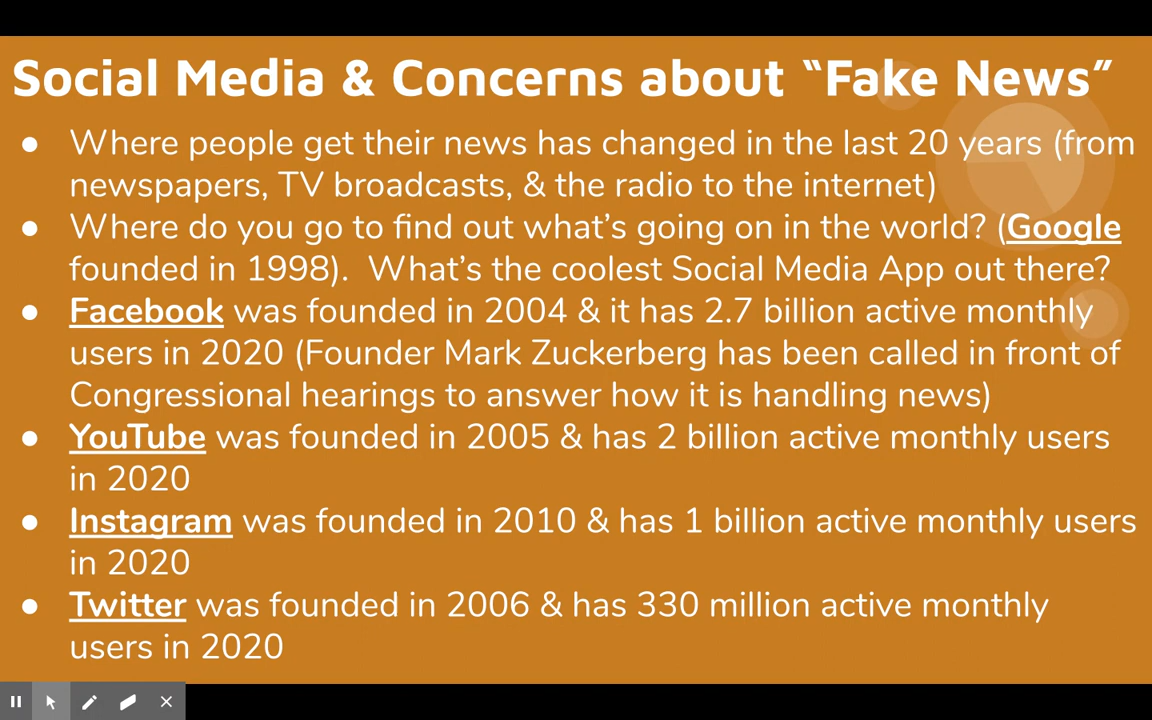 Social Media & Concerns about “Fake News”
● Where people get their news has changed in the last 20 years (from
newspapers, TV broadcasts, & the radio to the internet)
● Where do you go to find out what’s going on in the world? (Google
founded in 1998).  What’s the coolest Social Media App out there?
● Facebook was founded in 2004 & it has 2.7 billion active monthly
users in 2020 (Founder Mark Zuckerberg has been called in front of
Congressional hearings to answer how it is handling news)
● YouTube was founded in 2005 & has 2 billion active monthly users
in 2020
● Instagram was founded in 2010 & has 1 billion active monthly users
in 2020
● Twitter was founded in 2006 & has 330 million active monthly
users in 2020